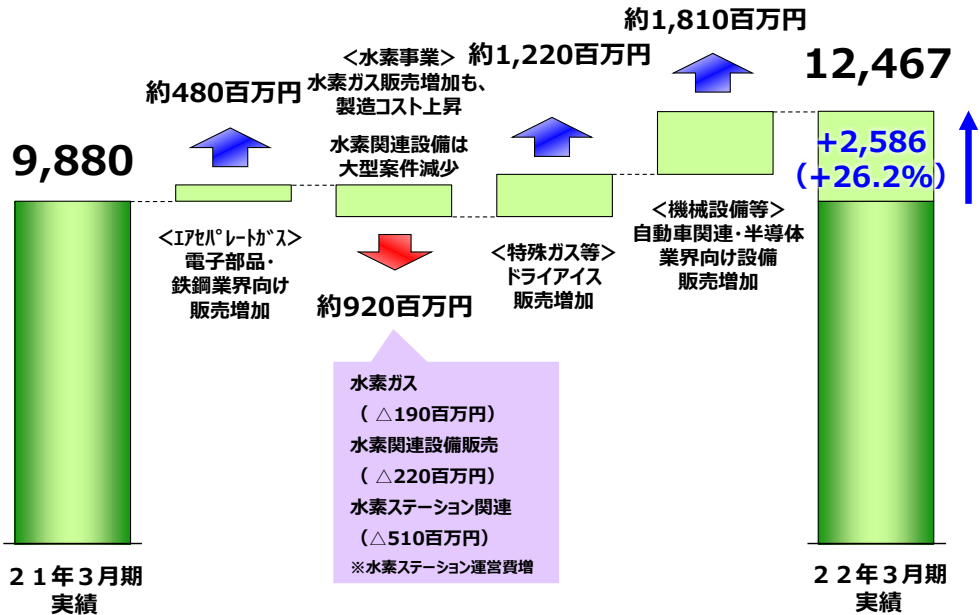 9,880
２１年３月期
実績
約480百万円
＜ｴｱｾﾊﾟﾚｰﾄｶﾞｽ＞
電子部品・
鉄鋼業界向け
販売増加
＜水素事業＞
水素ガス販売増加も、
製造コスト上昇
水素関連設備は
大型案件減少
約920百万円
水素ガス
（ △190百万円）
水素関連設備販売
（ △220百万円）
水素ステーション関連
（△510百万円）
※水素ステーション運営費増
約1,220百万円
＜特殊ガス等＞
ドライアイス
販売増加
約1,810百万円
＜機械設備等＞
自動車関連・半導体
業界向け設備
販売増加
12,467
+2,586
（+26.2%）
２２年３月期
実績